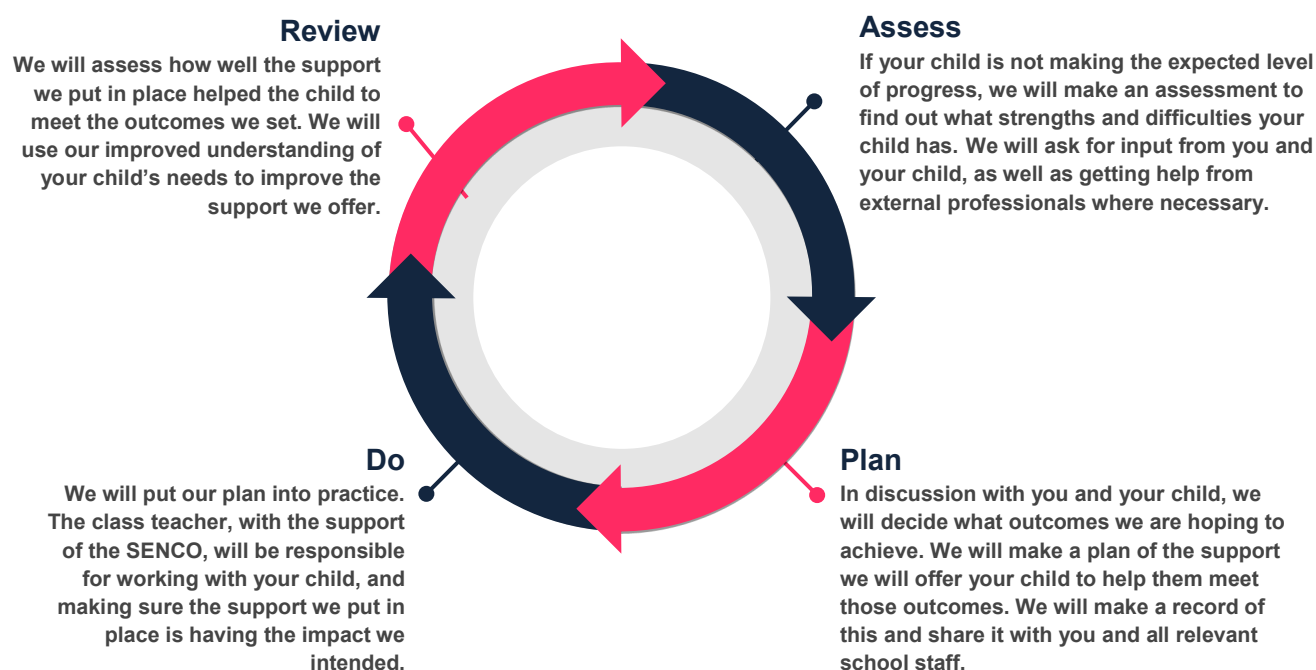 Review
We will assess how well the support
we put in place helped the child to
meet the outcomes we set. We will
use our improved understanding of
your child’s needs to improve the
support we offer.
Assess
If your child is not making the expected level
of progress, we will make an assessment to
find out what strengths and difficulties your
child has. We will ask for input from you and
your child, as well as getting help from
external professionals where necessary.
Do
We will put our plan into practice.
The class teacher, with the support
of the SENCO, will be responsible
for working with your child, and
making sure the support we put in
place is having the impact we
intended.
Plan
In discussion with you and your child, we
will decide what outcomes we are hoping to
achieve. We will make a plan of the support
we will offer your child to help them meet
those outcomes. We will make a record of
this and share it with you and all relevant
school staff.